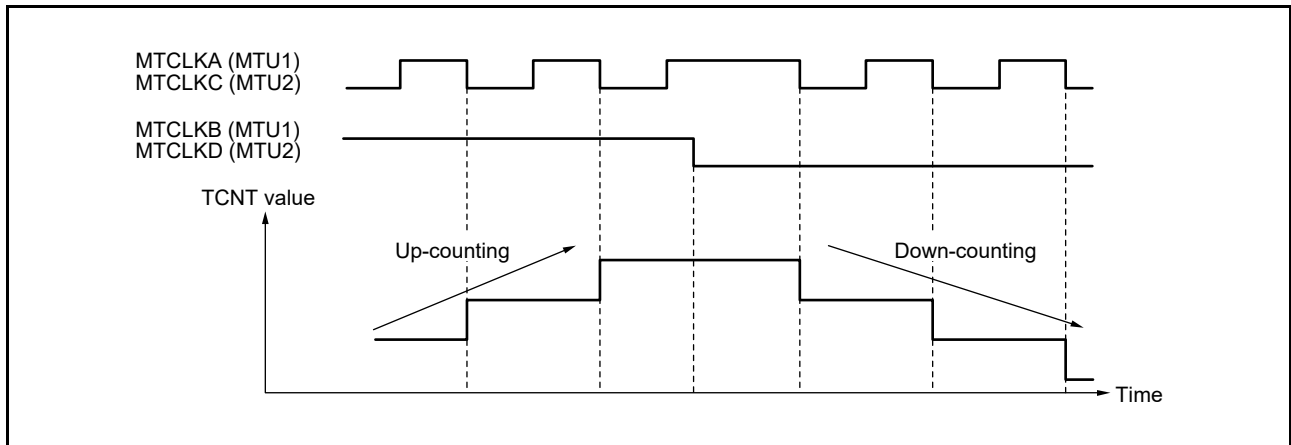 MTCLKA (MTU1)
MTCLKC (MTU2)
MTCLKB (MTU1)
MTCLKD (MTU2)
TCNT value
Up-counting
Down-counting
Time